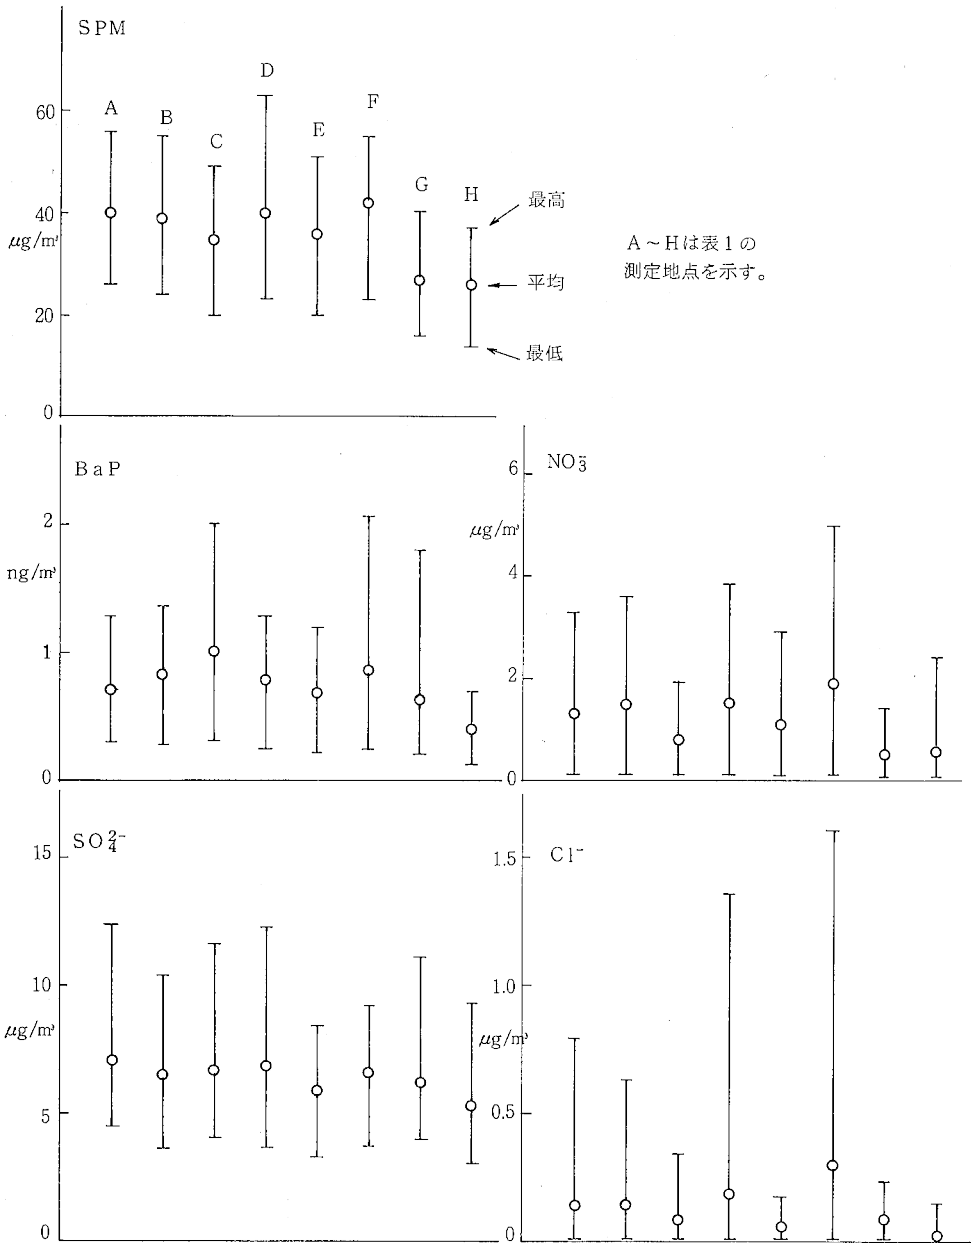 SPM
A
B
C
D
E
F
G
H
60
40
μg/m³
20
0
最高
平均
最低
A～Hは表1の
測定地点を示す。
BaP
2
ng/m³
1
0
NO₃⁻
6
μg/m³
4
2
0
SO₄²⁻
15
10
μg/m³
5
0
Cl⁻
1.5
1.0
μg/m³
0.5
0